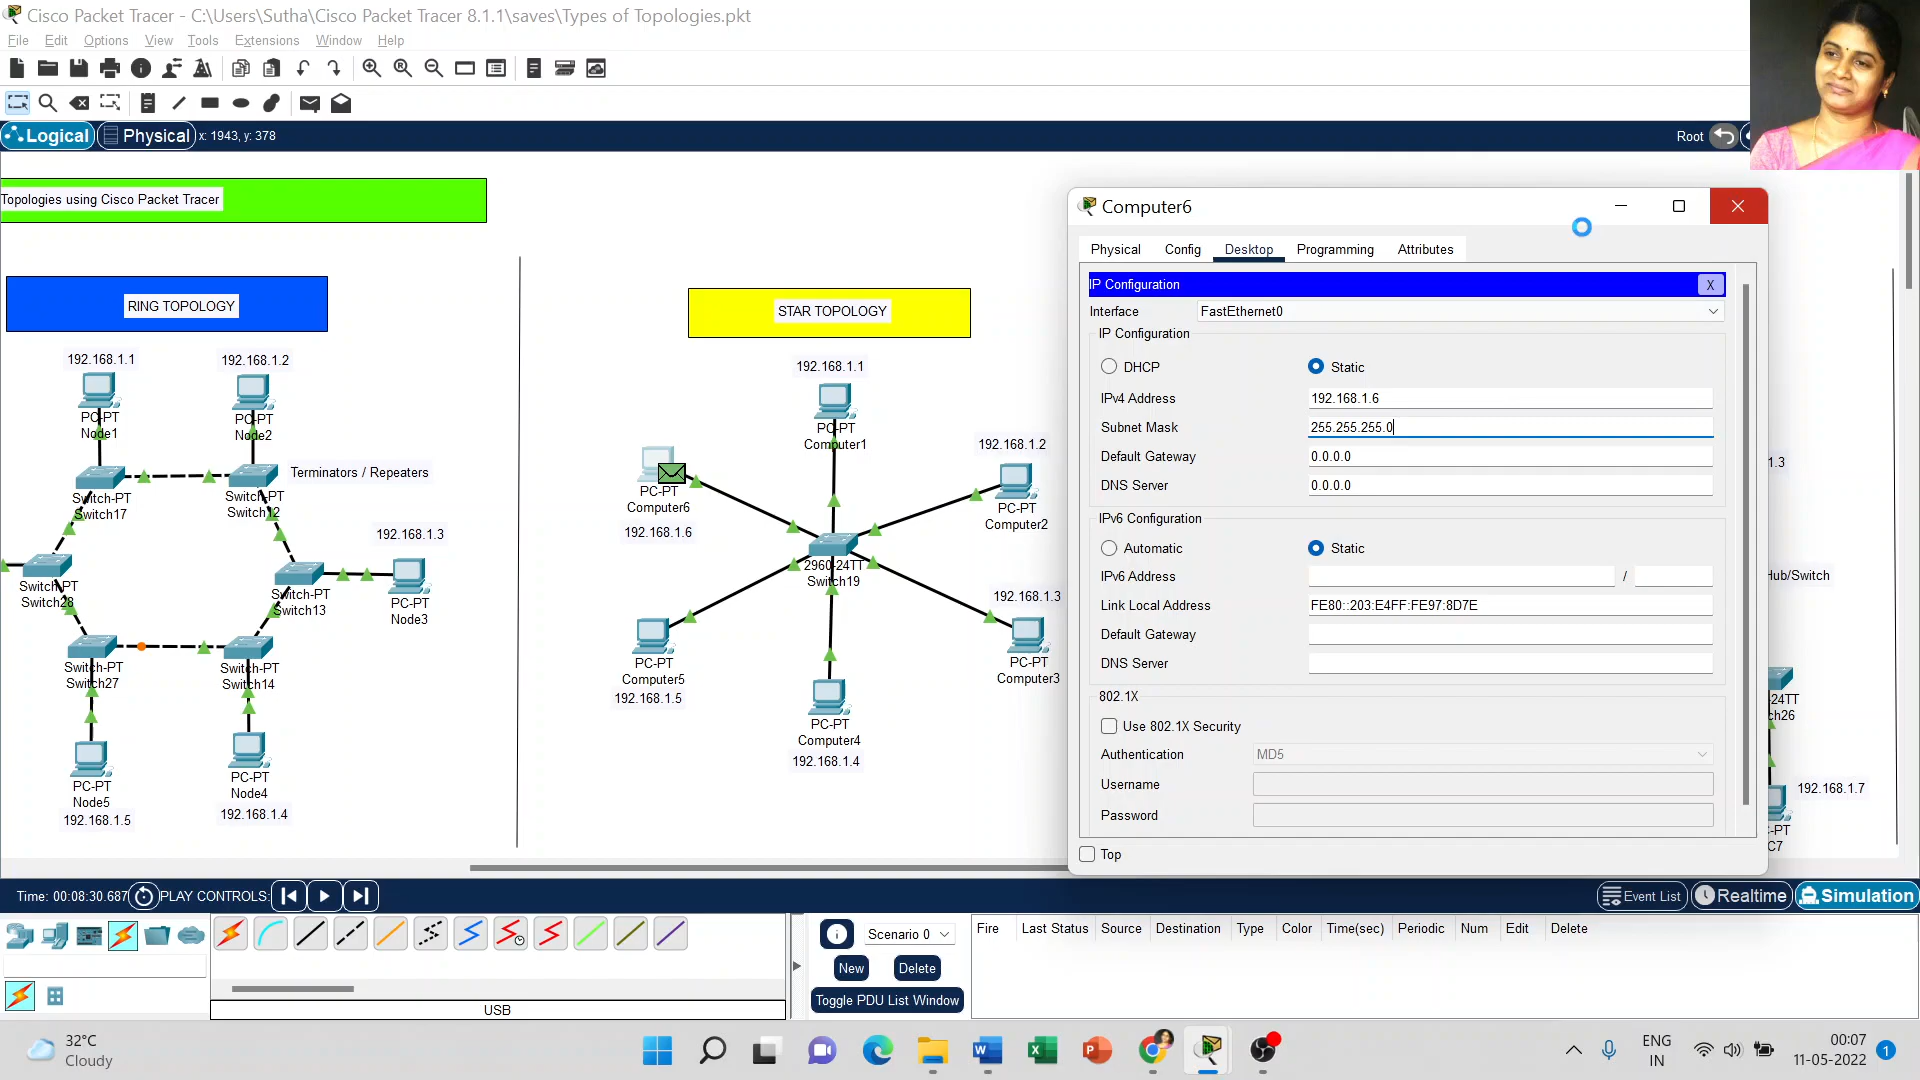 Cisco Packet Tracer - C:\Users\Sutha\Cisco Packet Tracer 8.1.1\saves\Types of Topologies.pkt
File Edit Options View Tools Extensions Window Help
Logical Physical x: 1943, y: 378 Root
Topologies using Cisco Packet Tracer
RING TOPOLOGY
192.168.1.1
192.168.1.2
PC-PT
Node1
PC-PT
Node2
Terminators / Repeaters
Switch-PT
Switch17
Switch-PT
Switch12
192.168.1.3
Switch-PT
Switch28
Switch-PT
Switch13
PC-PT
Node3
Switch-PT
Switch27
Switch-PT
Switch14
PC-PT
Node5
192.168.1.5
PC-PT
Node4
192.168.1.4
STAR TOPOLOGY
192.168.1.1
PC-PT
Computer1
192.168.1.2
PC-PT
Computer6
192.168.1.6
PC-PT
Computer2
2960-24TT
Switch19
192.168.1.3
PC-PT
Computer5
192.168.1.5
PC-PT
Computer3
PC-PT
Computer4
192.168.1.4
Computer6
Physical Config Desktop Programming Attributes
IP Configuration X
Interface FastEthernet0
IP Configuration
DHCP Static
IPv4 Address 192.168.1.6
Subnet Mask 255.255.255.0
Default Gateway 0.0.0.0
DNS Server 0.0.0.0
IPv6 Configuration
Automatic Static
IPv6 Address /
Link Local Address FE80::203:E4FF:FE97:8D7E
Default Gateway
DNS Server
802.1X
Use 802.1X Security
Authentication MD5
Username
Password
Top
.1.3
Hub/Switch
-24TT
ch26
192.168.1.7
-PT
C7
Time: 00:08:30.687 PLAY CONTROLS: Event List Realtime Simulation
Scenario 0
New Delete
Toggle PDU List Window
Fire Last Status Source Destination Type Color Time(sec) Periodic Num Edit Delete
USB
32°C
Cloudy
ENG
IN
00:07
11-05-2022
1